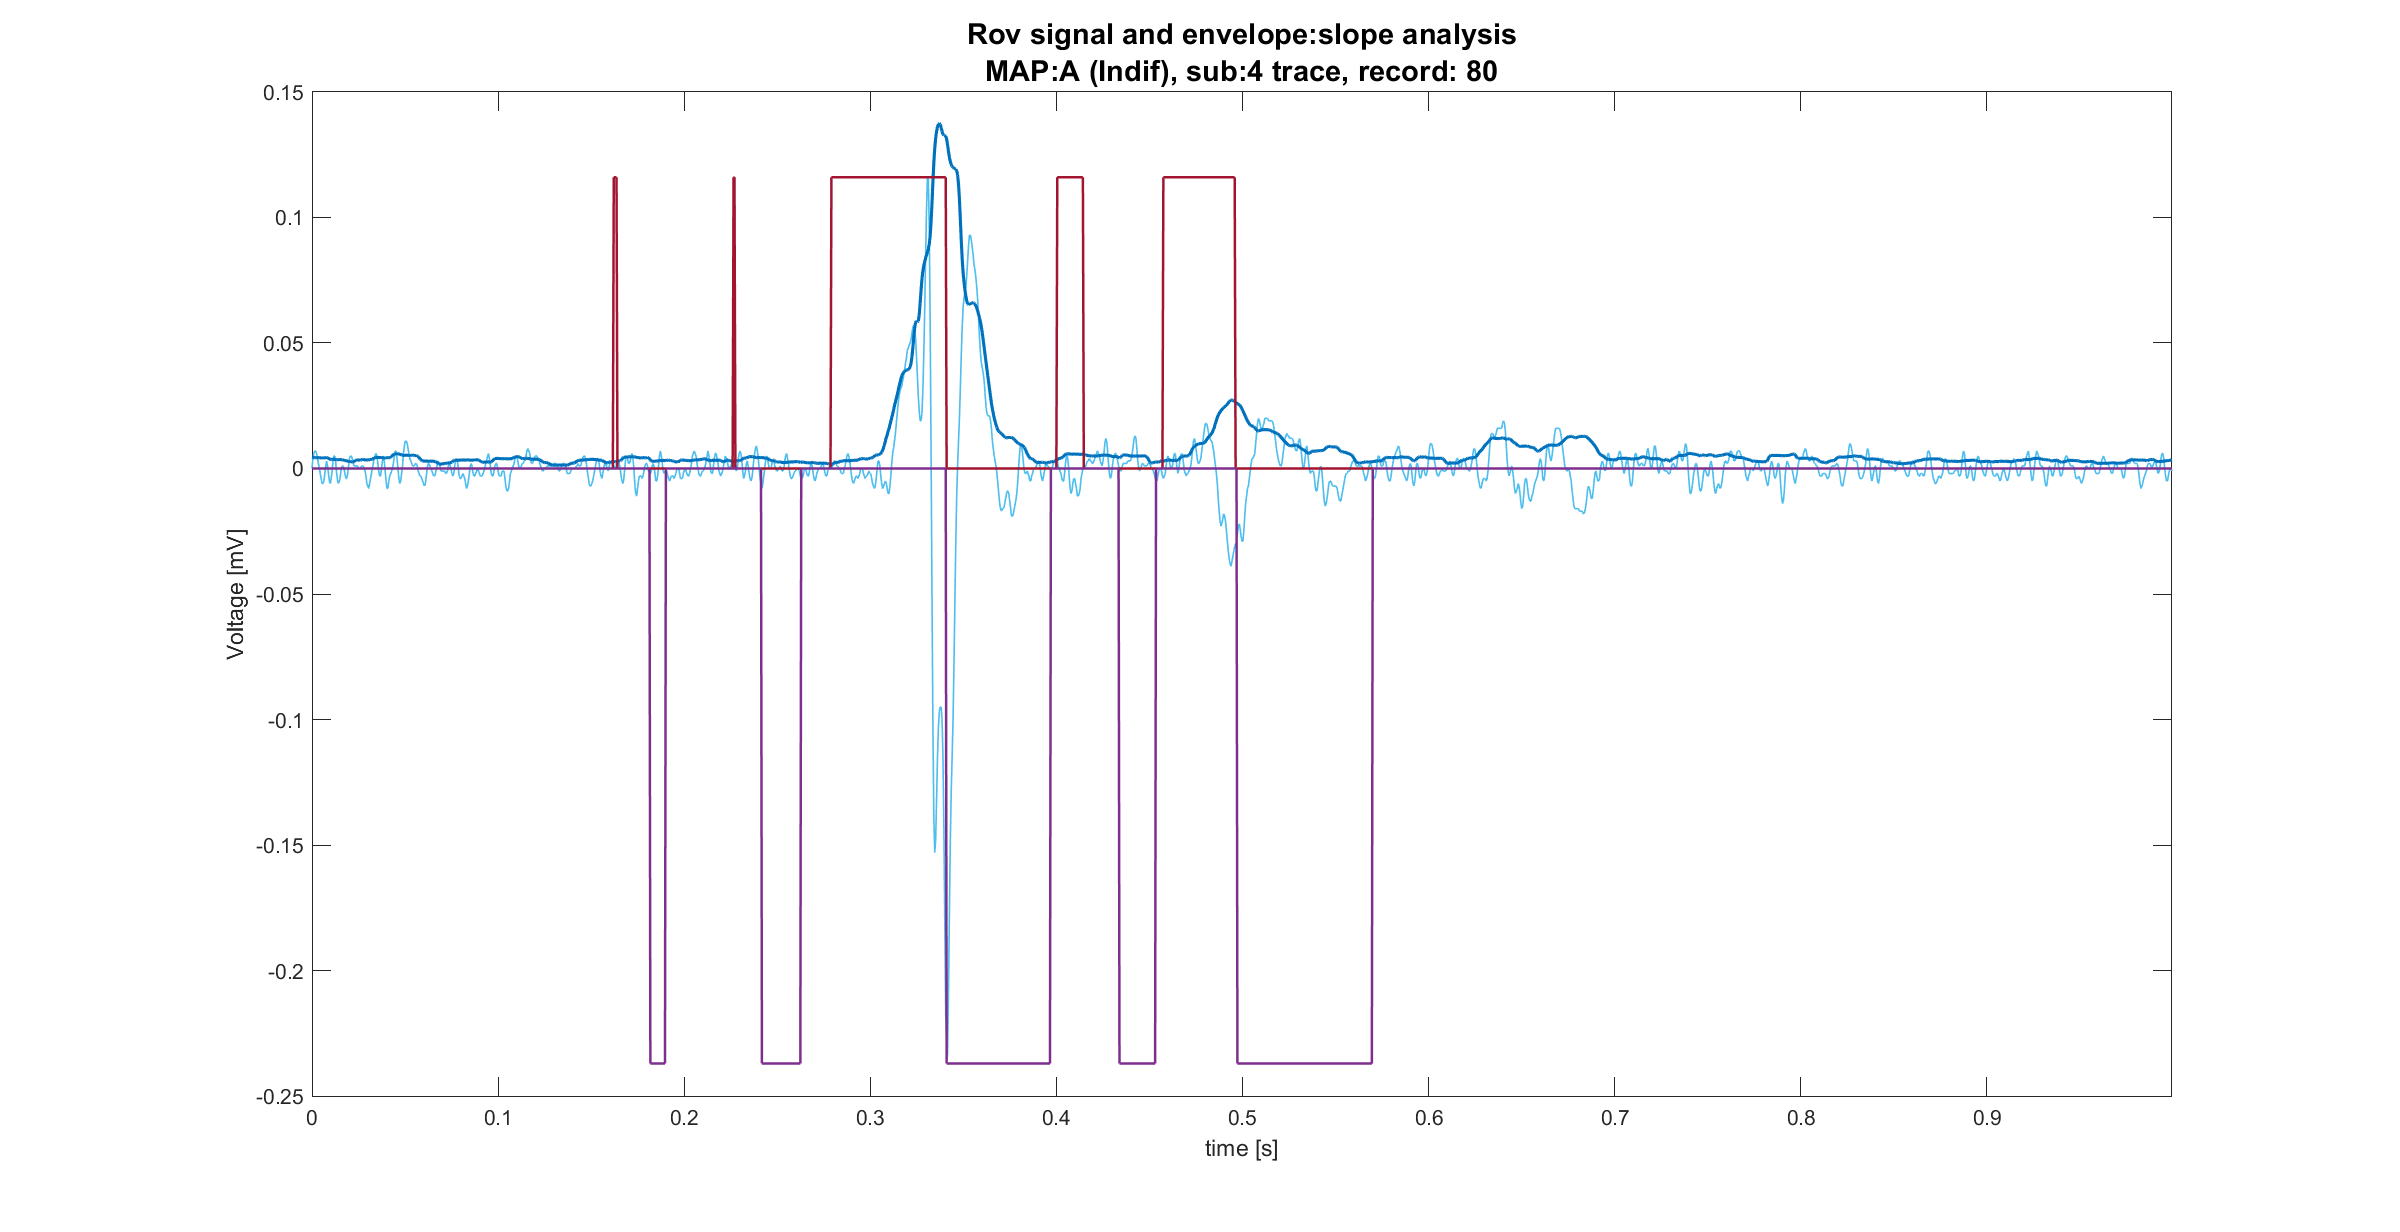 Rov signal and envelope:slope analysis
MAP:A (Indif), sub:4 trace, record: 80
0.15
0.1
0.05
0
-0.05
-0.1
-0.15
-0.2
-0.25
Voltage [mV]
0 0.1 0.2 0.3 0.4 0.5 0.6 0.7 0.8 0.9
time [s]